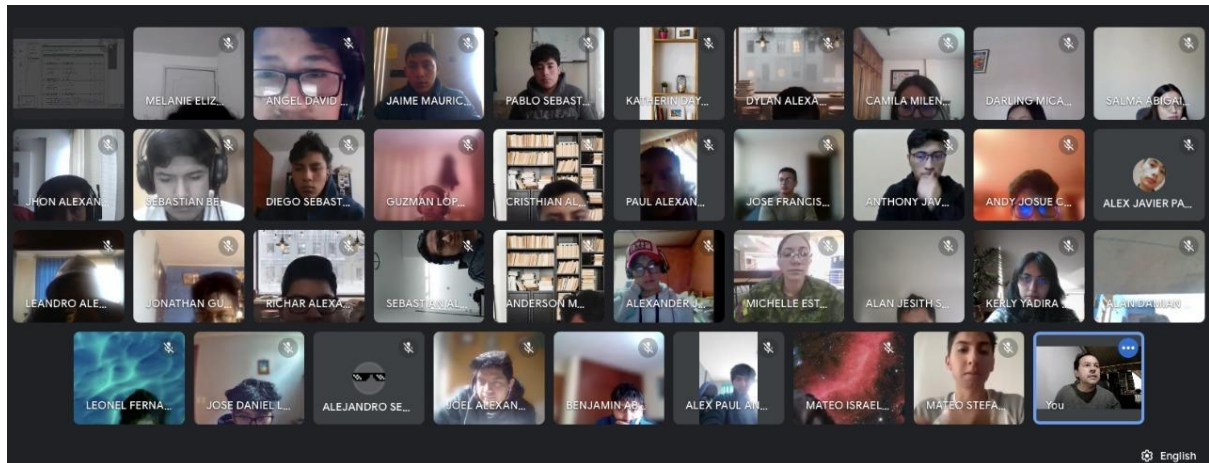 MELANIE ELIZ...
ANGEL DAVID ...
JAIME MAURIC...
PABLO SEBAST...
KATHERIN DAY...
DYLAN ALEXA...
CAMILA MILEN...
DARLING MICA...
SALMA ABIGAI...
JHON ALEXAN...
SEBASTIAN BE...
DIEGO SEBAST...
GUZMAN LOP...
CRISTHIAN AL...
PAUL ALEXAN...
JOSE FRANCIS...
ANTHONY JAV...
ANDY JOSUE C...
ALEX JAVIER PA...
LEANDRO ALE...
JONATHAN GU...
RICHAR ALEXA...
SEBASTIAN AL...
ANDERSON M...
ALEXANDER J...
MICHELLE EST...
ALAN JESITH S...
KERLY YADIRA ...
ALAN DAMIAN ...
LEONEL FERNA...
JOSE DANIEL L...
ALEJANDRO SE...
JOEL ALEXAN...
BENJAMIN AB...
ALEX PAUL AN...
MATEO ISRAEL...
MATEO STEFA...
You
English